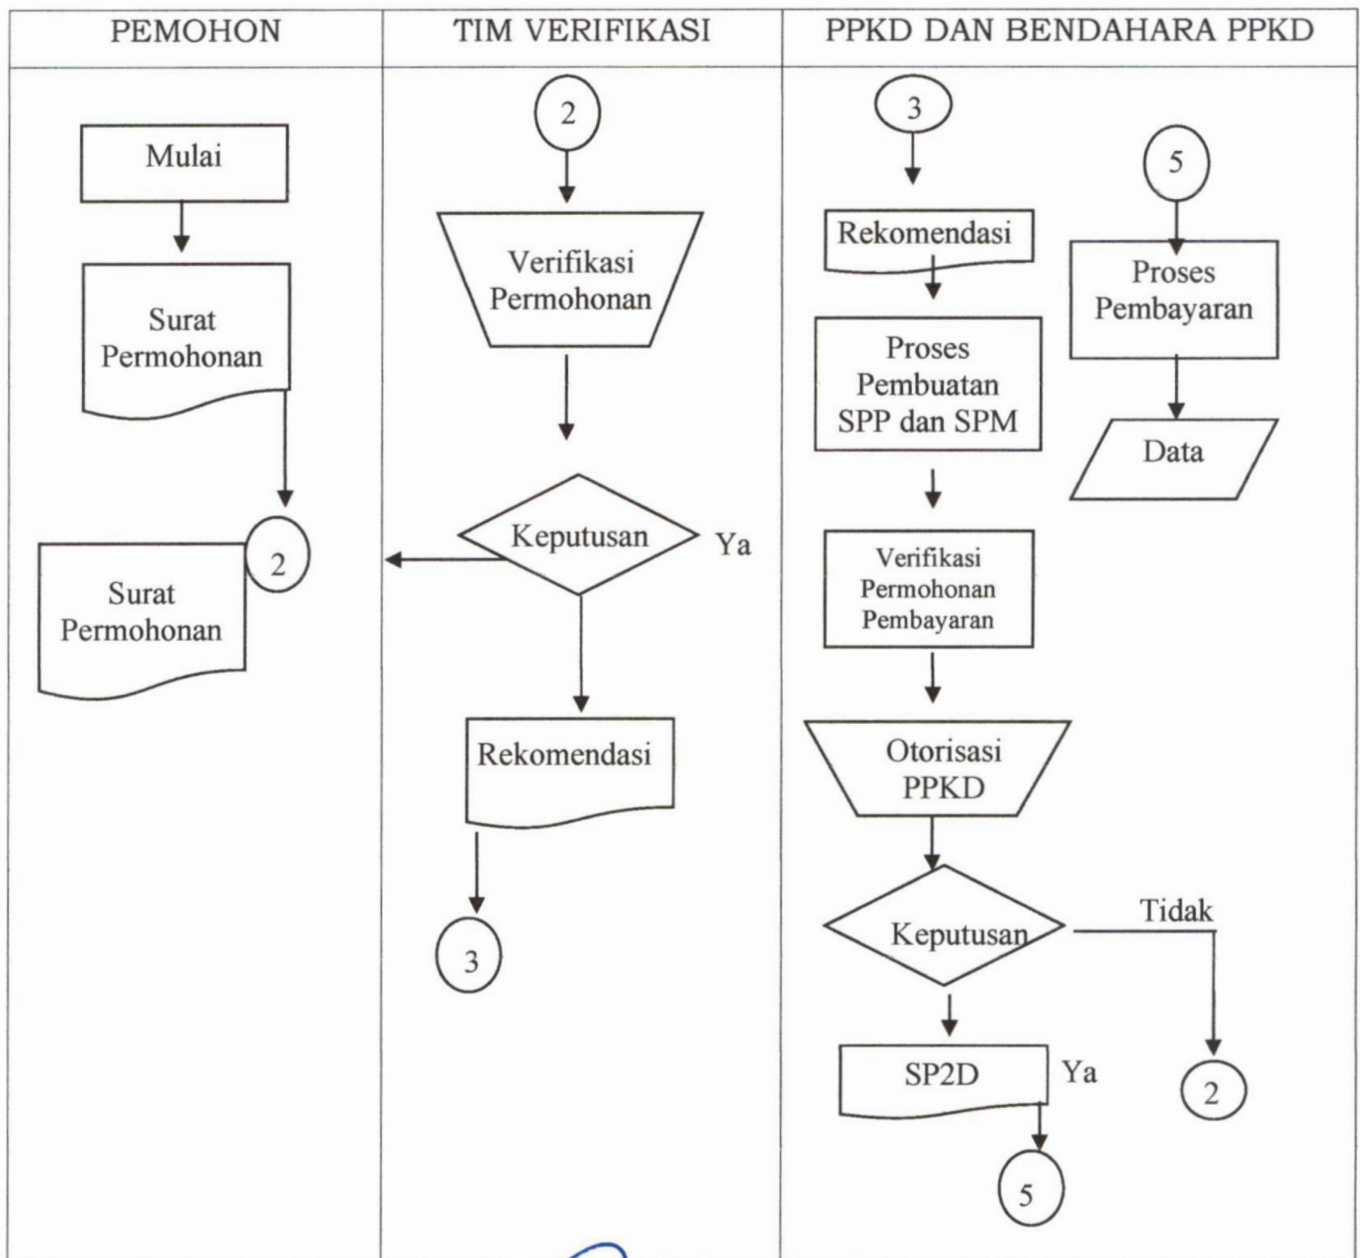 PEMOHON
TIM VERIFIKASI
PPKD DAN BENDAHARA PPKD
Mulai
Surat
Permohonan
2
Surat
Permohonan
2
Verifikasi
Permohonan
Keputusan
Ya
Rekomendasi
3
3
Rekomendasi
Proses
Pembuatan
SPP dan SPM
Verifikasi
Permohonan
Pembayaran
Otorisasi
PPKD
Keputusan
Tidak
SP2D
Ya
2
5
5
Proses
Pembayaran
Data